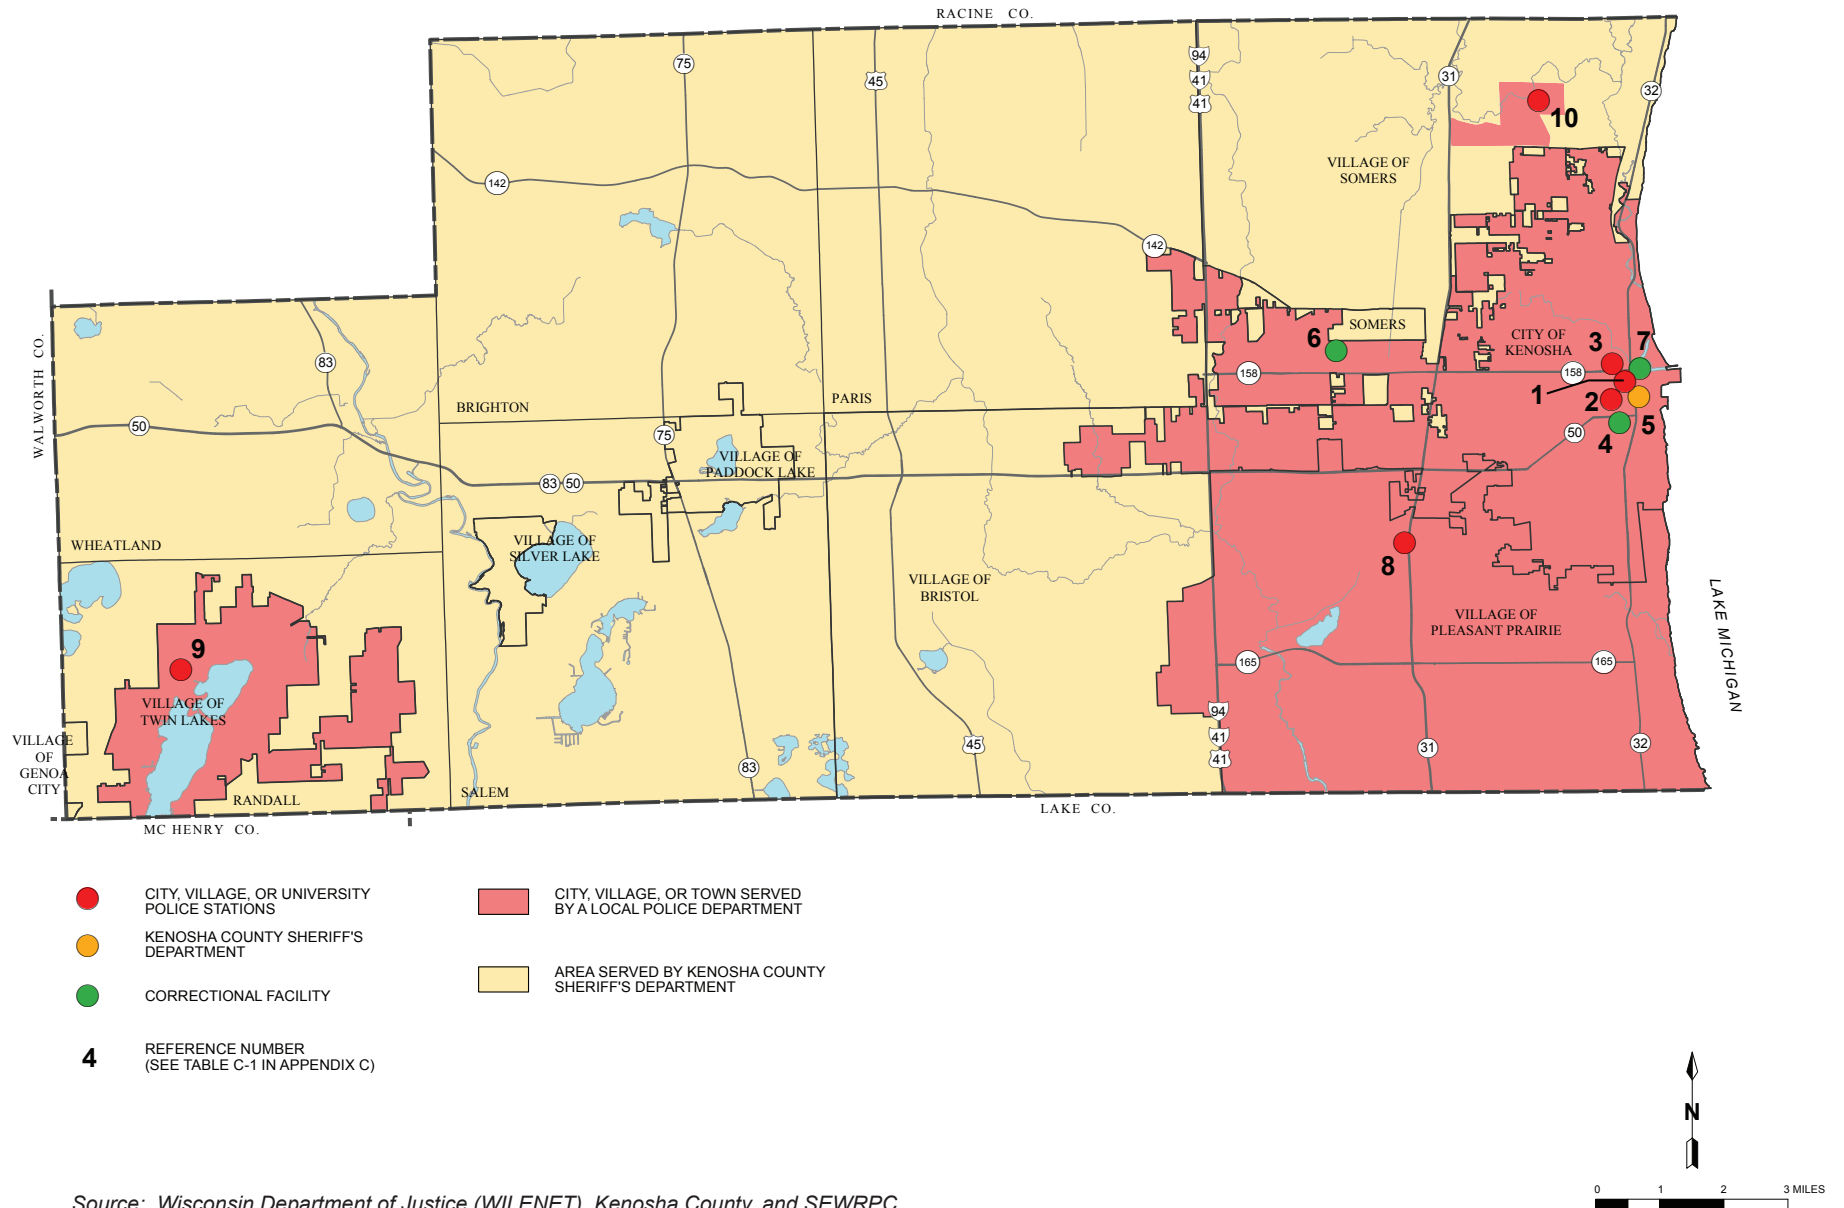 RACINE CO.
94
41
41
75
45
31
32
10
142
VILLAGE OF
SOMERS
142
WALWORTH CO.
83
6
SOMERS
CITY OF
KENOSHA
3
7
158
158
1
2
50
4
5
BRIGHTON
PARIS
50
75
VILLAGE OF
PADDOCK LAKE
83
50
WHEATLAND
VILLAGE OF
SILVER LAKE
8
VILLAGE OF
BRISTOL
VILLAGE OF
PLEASANT PRAIRIE
LAKE MICHIGAN
9
165
165
VILLAGE OF
TWIN LAKES
VILLAGE
OF
GENOA
CITY
94
41
41
45
31
32
83
RANDALL
SALEM
LAKE CO.
MC HENRY CO.
CITY, VILLAGE, OR UNIVERSITY
POLICE STATIONS
KENOSHA COUNTY SHERIFF'S
DEPARTMENT
CORRECTIONAL FACILITY
4
REFERENCE NUMBER
(SEE TABLE C-1 IN APPENDIX C)
CITY, VILLAGE, OR TOWN SERVED
BY A LOCAL POLICE DEPARTMENT
AREA SERVED BY KENOSHA COUNTY
SHERIFF'S DEPARTMENT
N
0 1 2 3 MILES
Source: Wisconsin Department of Justice (WILENET), Kenosha County, and SEWRPC